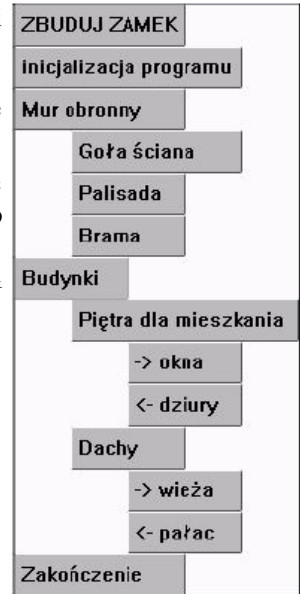 ZBUDUJ ZAMEK
inicjalizacja programu
Mur obronny
Goła ściana
Palisada
Brama
Budynki
Piętra dla mieszkania
-> okna
<- dziury
Dachy
-> wieża
<- pałac
Zakończenie